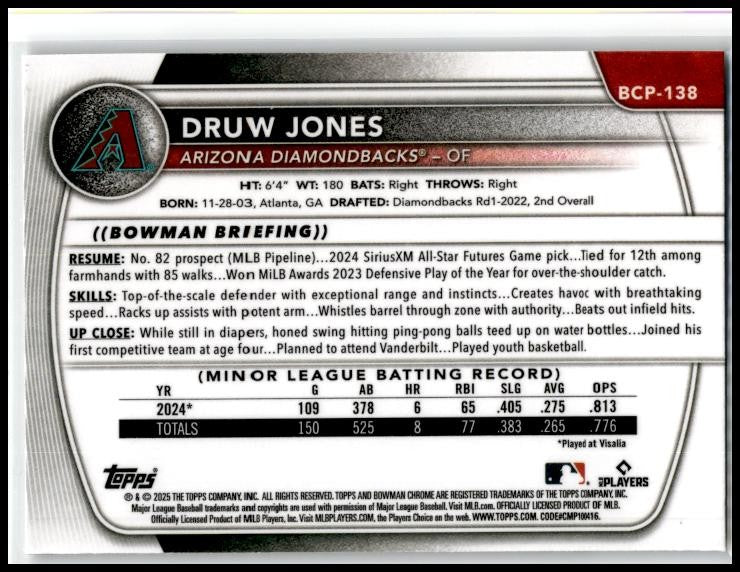 BCP-138
DRUW JONES
ARIZONA DIAMONDBACKS® – OF
HT: 6'4" WT: 180 BATS: Right THROWS: Right
BORN: 11-28-03, Atlanta, GA DRAFTED: Diamondbacks Rd1-2022, 2nd Overall
((BOWMAN BRIEFING))
RESUME: No. 82 prospect (MLB Pipeline)...2024 SiriusXM All-Star Futures Game pick...Tied for 12th among
farmhands with 85 walks...Won MiLB Awards 2023 Defensive Play of the Year for over-the-shoulder catch.
SKILLS: Top-of-the-scale defender with exceptional range and instincts...Creates havoc with breathtaking
speed...Racks up assists with potent arm...Whistles barrel through zone with authority...Beats out infield hits.
UP CLOSE: While still in diapers, honed swing hitting ping-pong balls teed up on water bottles...Joined his
first competitive team at age four...Planned to attend Vanderbilt...Played youth basketball.
(MINOR LEAGUE BATTING RECORD)
YR G AB HR RBI SLG AVG OPS
2024* 109 378 6 65 .405 .275 .813
TOTALS 150 525 8 77 .383 .265 .776
*Played at Visalia
Topps
MLB PLAYERS
® & © 2025 THE TOPPS COMPANY, INC. ALL RIGHTS RESERVED. TOPPS AND BOWMAN CHROME ARE REGISTERED TRADEMARKS OF THE TOPPS COMPANY, INC.
Major League Baseball trademarks and copyrights are used with permission of Major League Baseball. Visit MLB.com. OFFICIALLY LICENSED PRODUCT OF MLB.
Officially Licensed Product of MLB Players, Inc. Visit MLBPLAYERS.COM, the Players Choice on the web. WWW.TOPPS.COM. CODE#CMP100416.